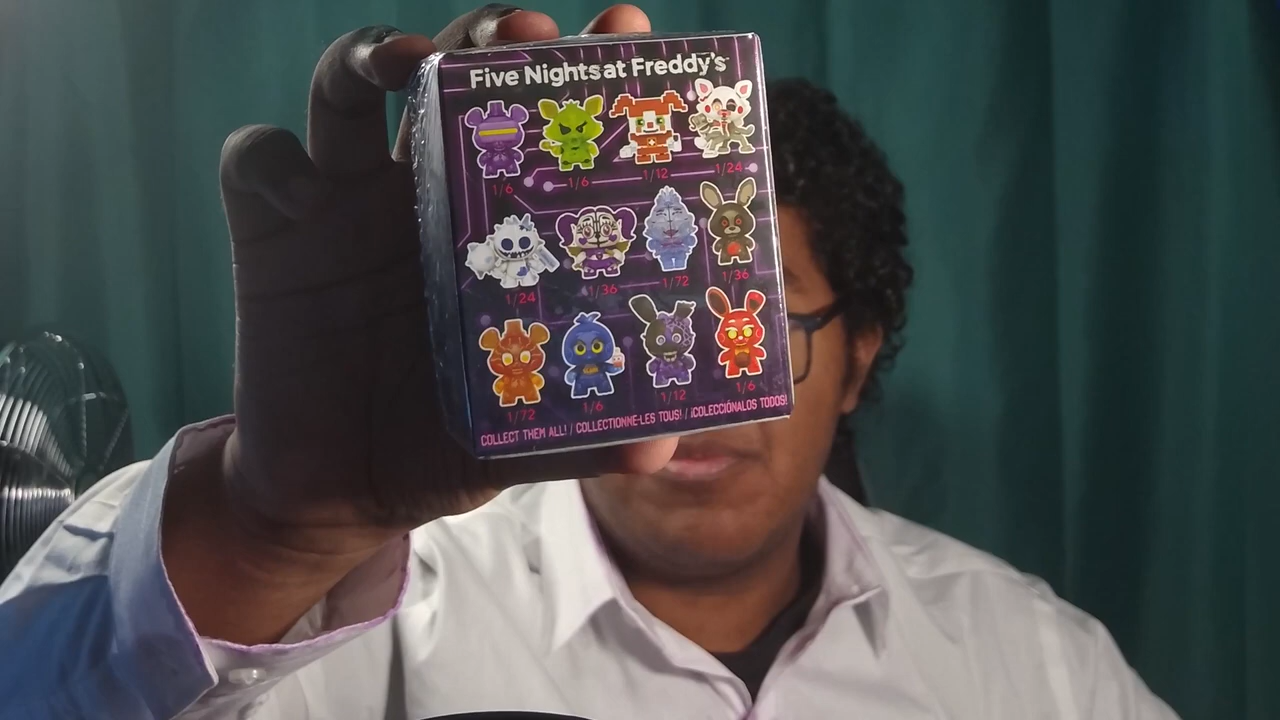 Five Nights at Freddy's
1/6 1/6 1/12 1/24
1/24 1/36 1/72 1/36
1/72 1/6 1/12 1/6
COLLECT THEM ALL! / COLLECTIONNE-LES TOUS! / ¡COLECCIÓNALOS TODOS!